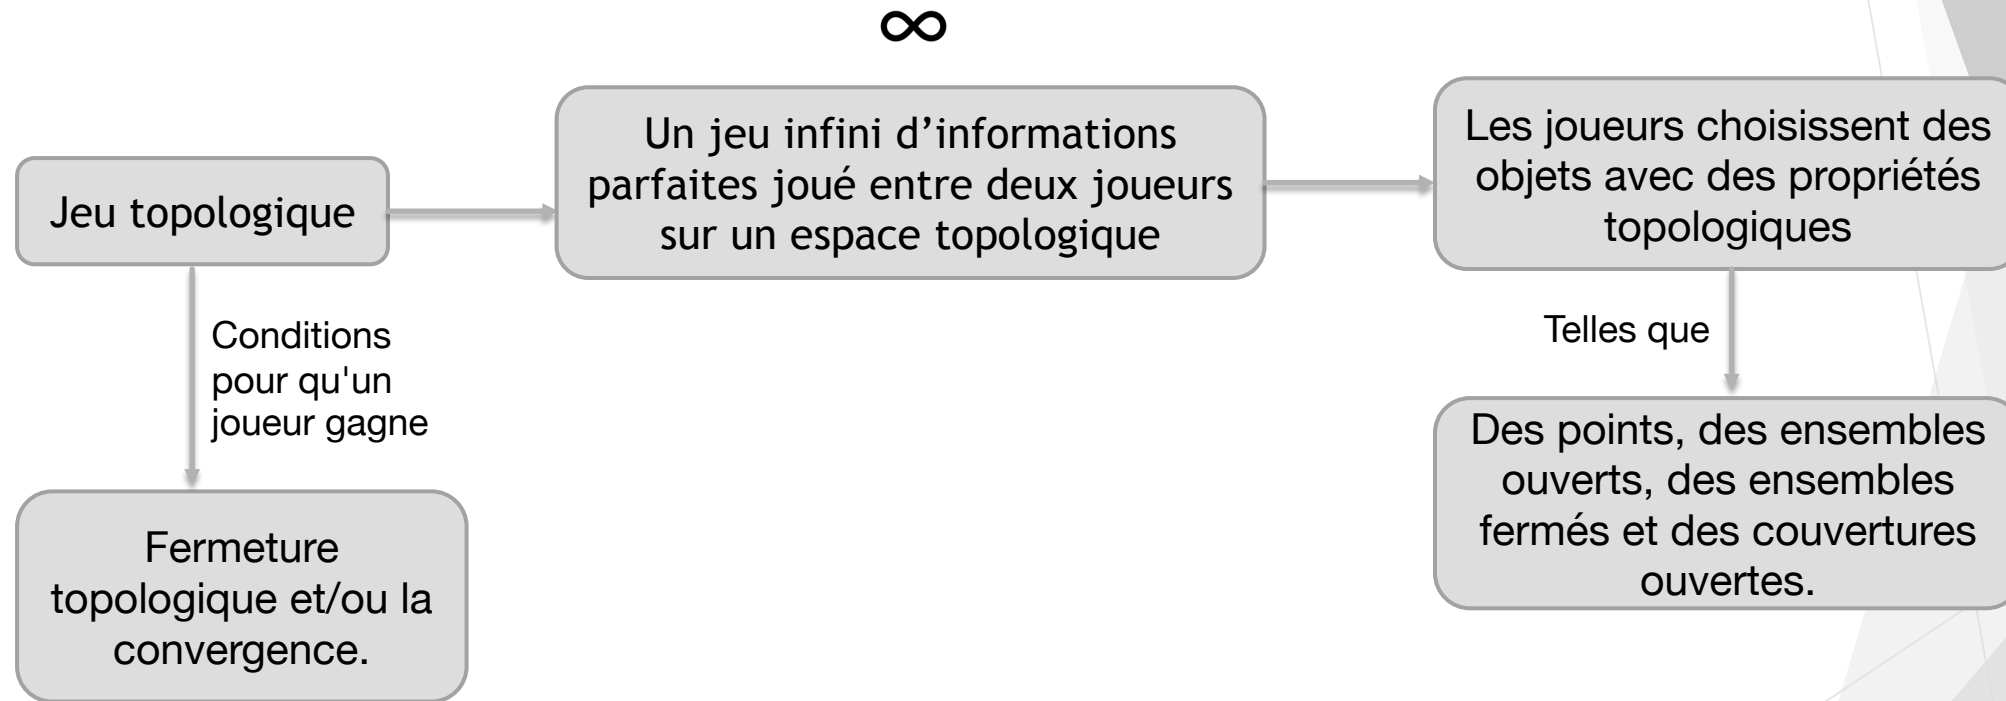 ∞
Jeu topologique
Un jeu infini d’informations
parfaites joué entre deux joueurs
sur un espace topologique
Les joueurs choisissent des
objets avec des propriétés
topologiques
Conditions
pour qu'un
joueur gagne
Telles que
Fermeture
topologique et/ou la
convergence.
Des points, des ensembles
ouverts, des ensembles
fermés et des couvertures
ouvertes.